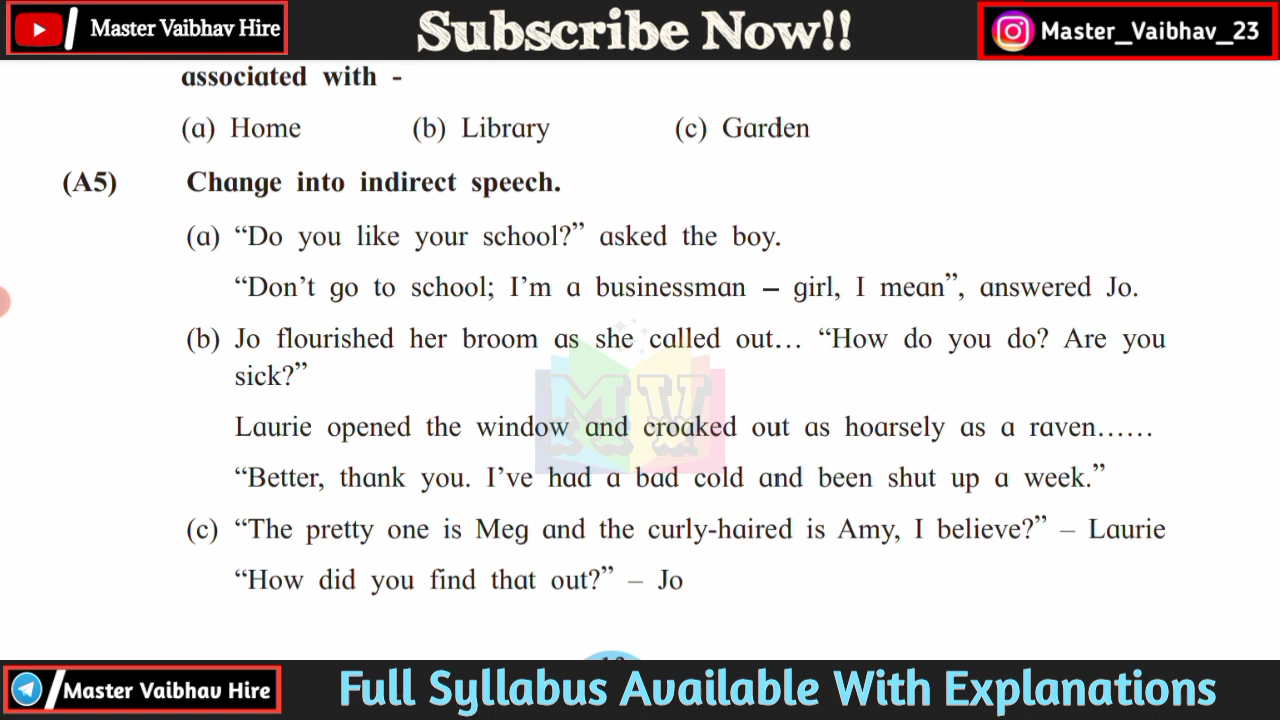 Master Vaibhav Hire
Subscribe Now!!
Master_Vaibhav_23
associated with -
(a) Home (b) Library (c) Garden
(A5) Change into indirect speech.
(a) “Do you like your school?” asked the boy.
“Don’t go to school; I’m a businessman – girl, I mean”, answered Jo.
(b) Jo flourished her broom as she called out... “How do you do? Are you
sick?”
Laurie opened the window and croaked out as hoarsely as a raven......
“Better, thank you. I’ve had a bad cold and been shut up a week.”
(c) “The pretty one is Meg and the curly-haired is Amy, I believe?” – Laurie
“How did you find that out?” – Jo
MW
Master Vaibhav Hire
Full Syllabus Available With Explanations